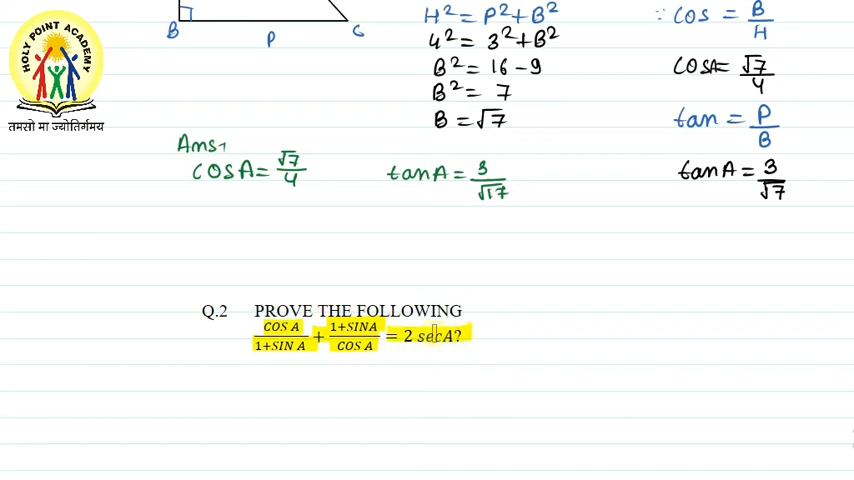 HOLY POINT ACADEMY
तमसो मा ज्योतिर्गमय
B
P
C
H² = P² + B²
4² = 3² + B²
B² = 16 - 9
B² = 7
B = √7
∵ cos = B/H
COSA = √7/4
tan = P/B
tanA = 3/√7
Ans→
COSA = √7/4
tanA = 3/√17
Q.2 PROVE THE FOLLOWING
COS A/1+SIN A + 1+SINA/COS A = 2 secA?